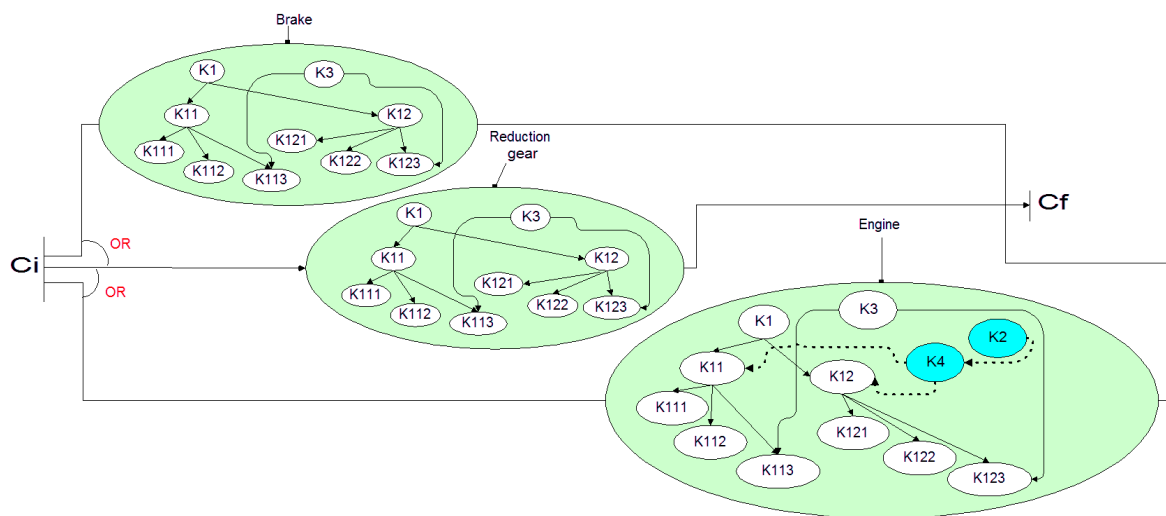 Brake
K1
K3
K11
K12
K121
K111
K122
K123
K112
K113
Reduction
gear
K1
K3
K11
K12
K121
K111
K122
K123
K112
K113
Cf
Engine
OR
Ci
OR
K1
K3
K2
K4
K11
K12
K111
K121
K112
K122
K113
K123